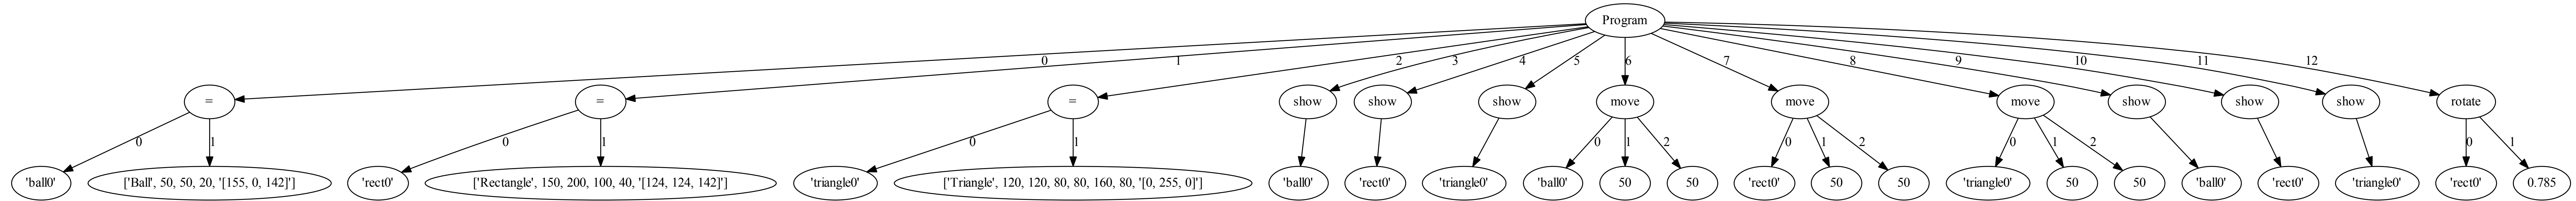 Program
0 1 2 3 4 5 6 7 8 9 10 11 12
= = = show show show move move move show show show rotate
0 1 0 1 0 1 0 1 2 0 1 2 0 1 2 0 1
'ball0' ['Ball', 50, 50, 20, '[155, 0, 142]'] 'rect0' ['Rectangle', 150, 200, 100, 40, '[124, 124, 142]'] 'triangle0' ['Triangle', 120, 120, 80, 80, 160, 80, '[0, 255, 0]'] 'ball0' 'rect0' 'triangle0' 'ball0' 50 50 'rect0' 50 50 'triangle0' 50 50 'ball0' 'rect0' 'triangle0' 'rect0' 0.785